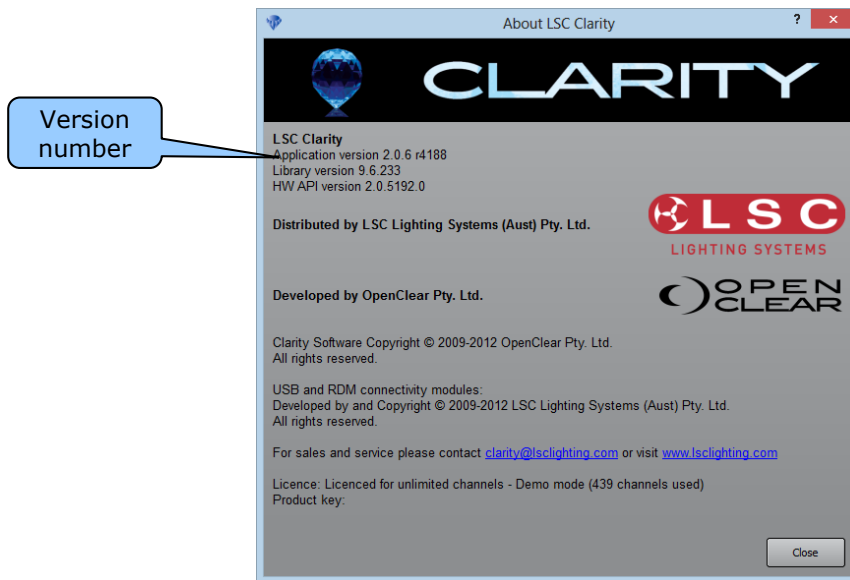 About LSC Clarity
?
CLARITY
Version
number
LSC Clarity
Application version 2.0.6 r4188
Library version 9.6.233
HW API version 2.0.5192.0
Distributed by LSC Lighting Systems (Aust) Pty. Ltd.
LSC
LIGHTING SYSTEMS
Developed by OpenClear Pty. Ltd.
OPEN
CLEAR
Clarity Software Copyright © 2009-2012 OpenClear Pty. Ltd.
All rights reserved.
USB and RDM connectivity modules:
Developed by and Copyright © 2009-2012 LSC Lighting Systems (Aust) Pty. Ltd.
All rights reserved.
For sales and service please contact clarity@lsclighting.com or visit www.lsclighting.com
Licence: Licenced for unlimited channels - Demo mode (439 channels used)
Product key:
Close